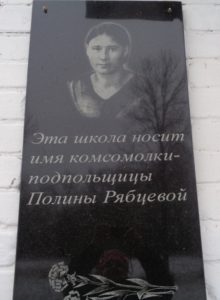 Эта школа носит
имя комсомолки-
подпольщицы
Полины Рябцевой